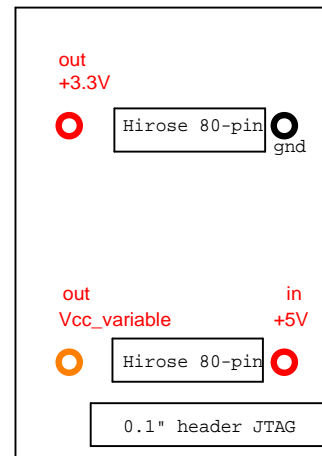 out
+3.3V
Hirose 80-pin
gnd
out
in
Vcc_variable
+5V
Hirose 80-pin
0.1" header JTAG